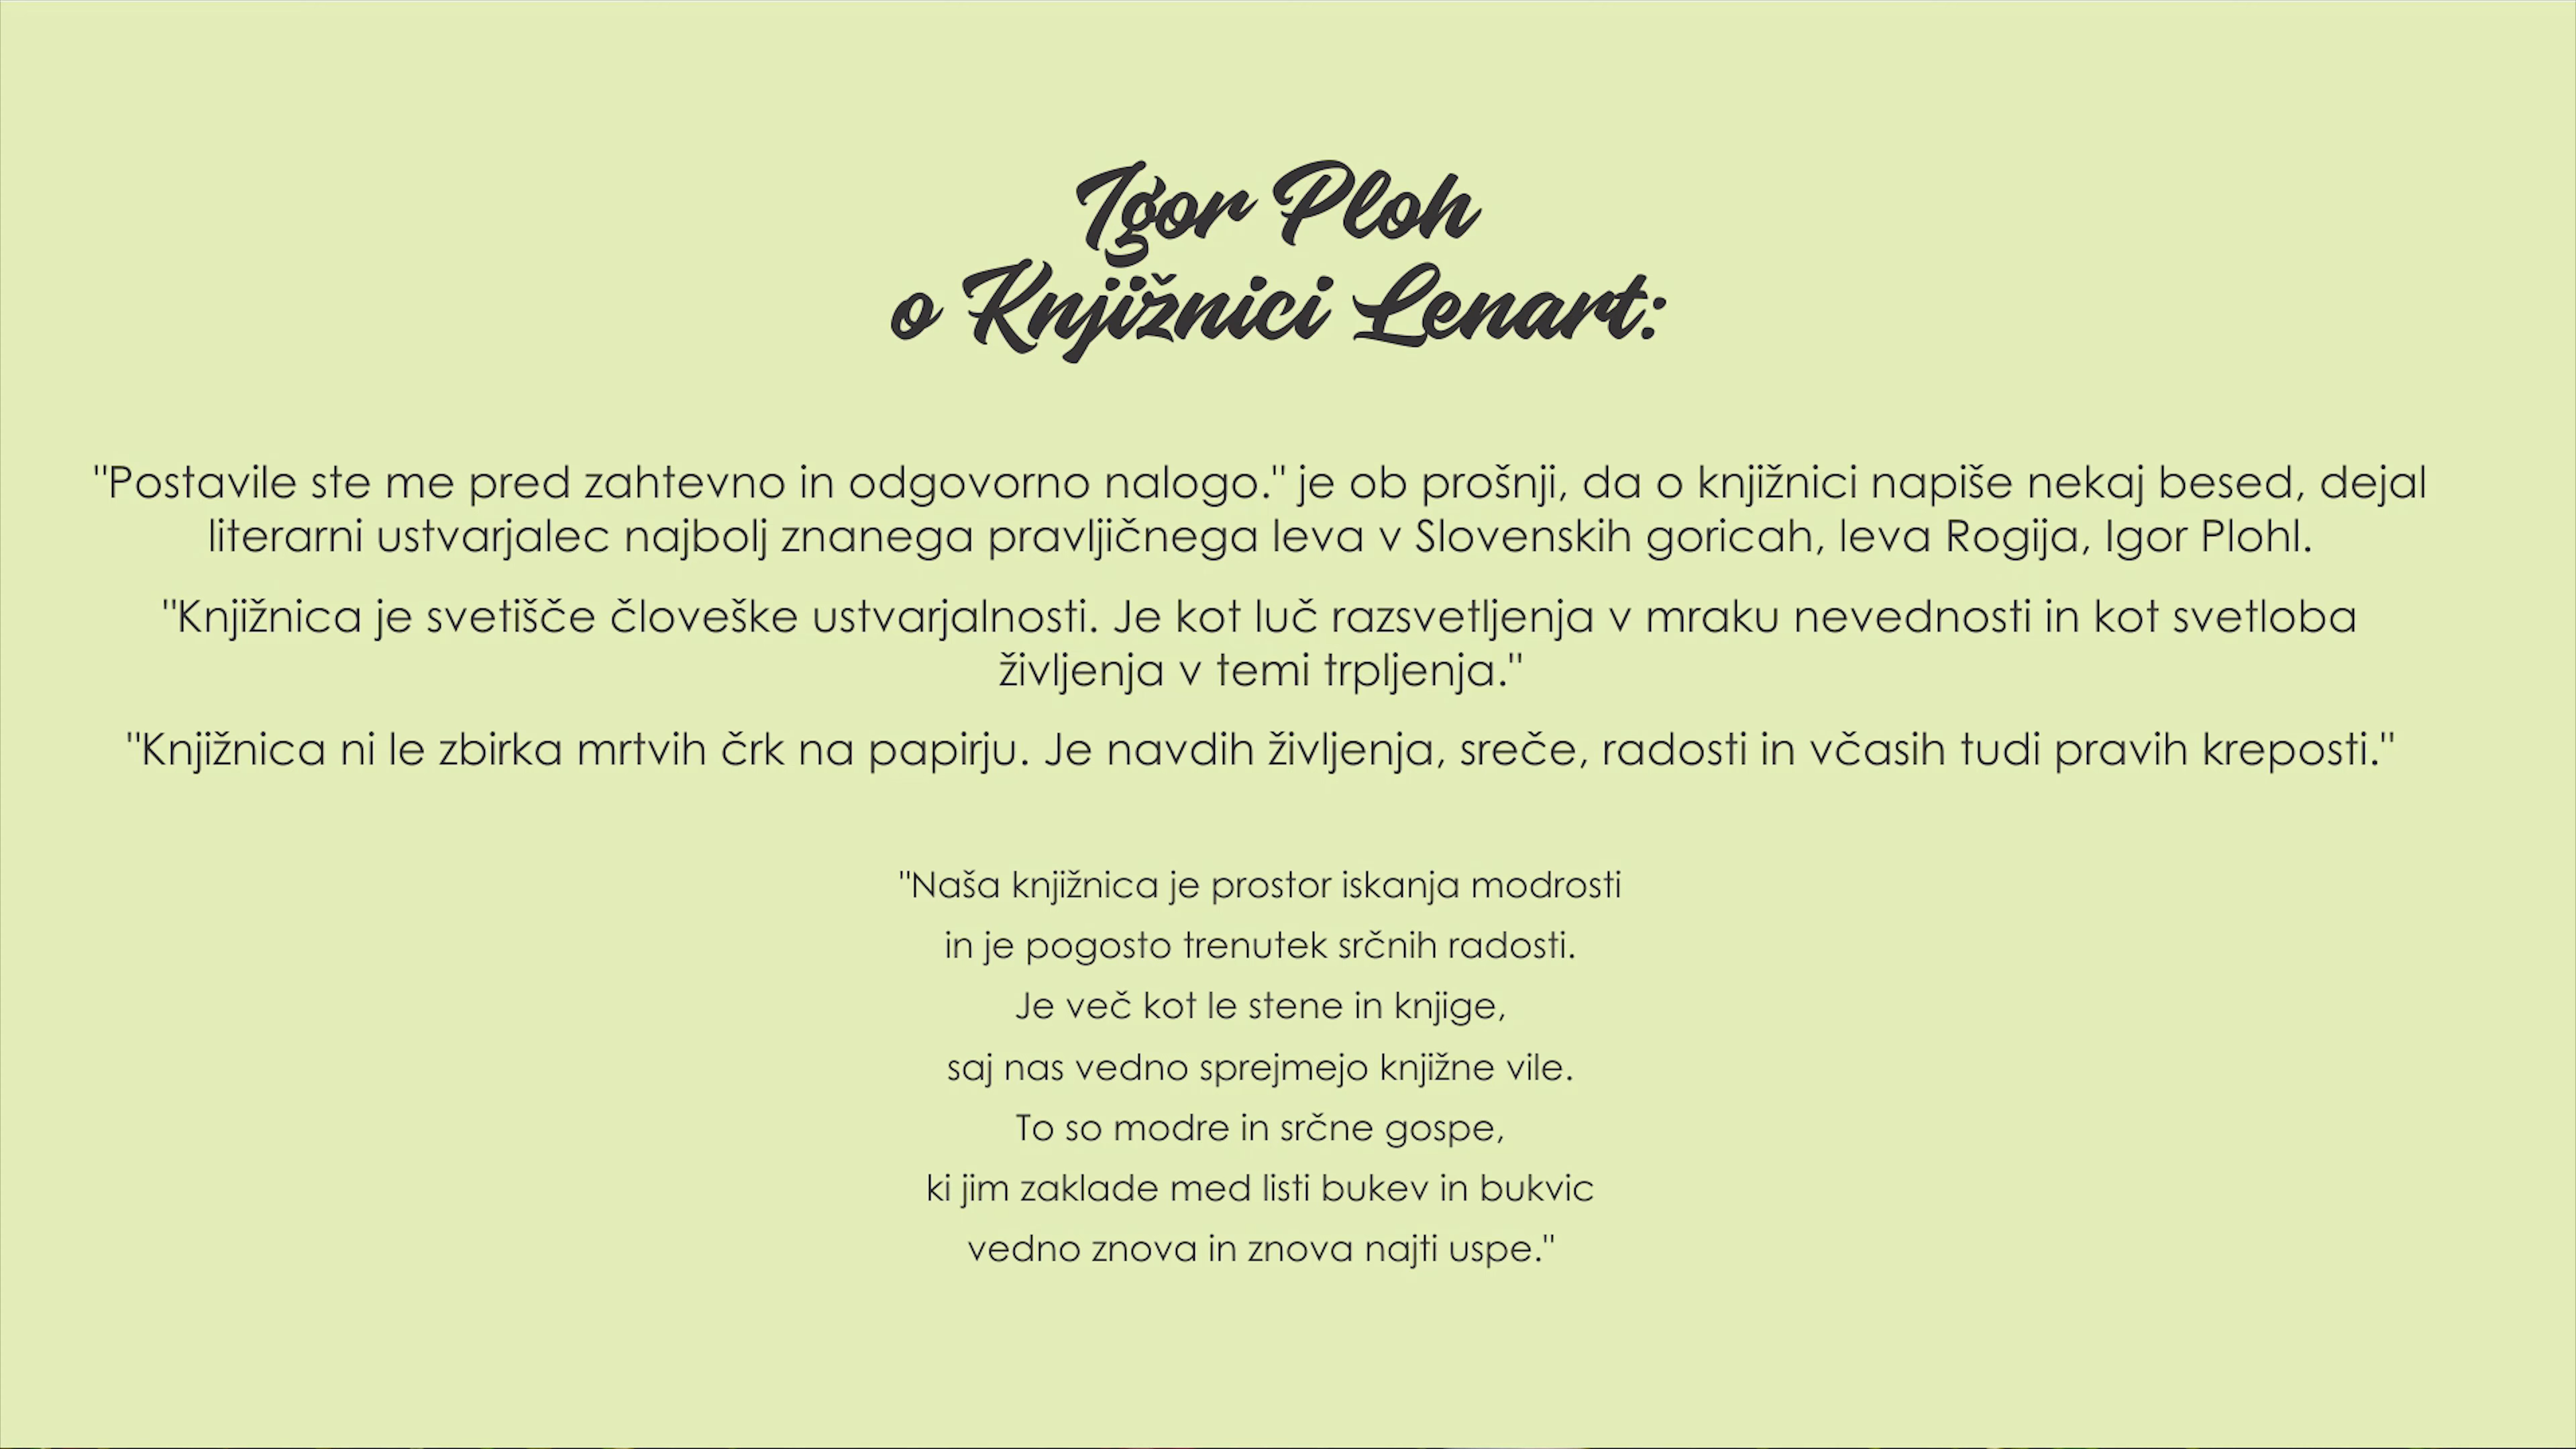 Igor Ploh
o Knjižnici Lenart:
"Postavile ste me pred zahtevno in odgovorno nalogo." je ob prošnji, da o knjižnici napiše nekaj besed, dejal
literarni ustvarjalec najbolj znanega pravljičnega leva v Slovenskih goricah, leva Rogija, Igor Plohl.
"Knjižnica je svetišče človeške ustvarjalnosti. Je kot luč razsvetljenja v mraku nevednosti in kot svetloba
življenja v temi trpljenja."
"Knjižnica ni le zbirka mrtvih črk na papirju. Je navdih življenja, sreče, radosti in včasih tudi pravih kreposti."
"Naša knjižnica je prostor iskanja modrosti
in je pogosto trenutek srčnih radosti.
Je več kot le stene in knjige,
saj nas vedno sprejmejo knjižne vile.
To so modre in srčne gospe,
ki jim zaklade med listi bukev in bukvic
vedno znova in znova najti uspe."